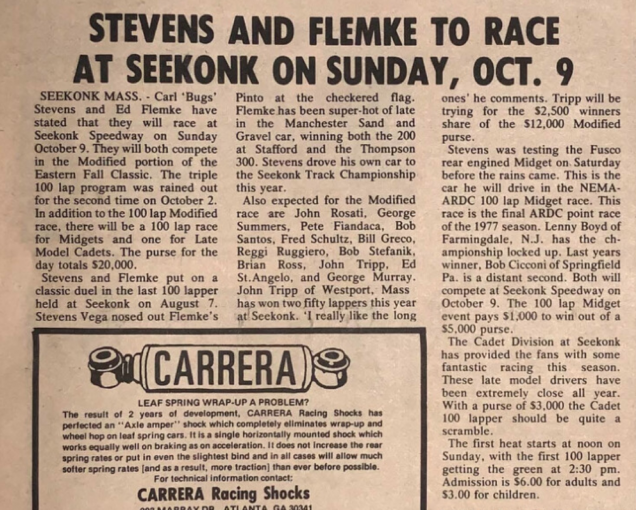 STEVENS AND FLEMKE TO RACE
AT SEEKONK ON SUNDAY, OCT. 9
SEEKONK MASS. - Carl 'Bugs'
Stevens and Ed Flemke have
stated that they will race at
Seekonk Speedway on Sunday
October 9. They will both compete
in the Modified portion of the
Eastern Fall Classic. The triple
100 lap program was rained out
for the second time on October 2.
In addition to the 100 lap Modified
race, there will be a 100 lap race
for Midgets and one for Late
Model Cadets. The purse for the
day totals $20,000.
Stevens and Flemke put on a
classic duel in the last 100 lapper
held at Seekonk on August 7.
Stevens Vega nosed out Flemke's
Pinto at the checkered flag.
Flemke has been super-hot of late
in the Manchester Sand and
Gravel car, winning both the 200
at Stafford and the Thompson
300. Stevens drove his own car to
the Seekonk Track Championship
this year.
Also expected for the Modified
race are John Rosati, George
Summers, Pete Fiandaca, Bob
Santos, Fred Schultz, Bill Greco,
Reggi Ruggiero, Bob Stefanik,
Brian Ross, John Tripp, Ed
St.Angelo, and George Murray.
John Tripp of Westport, Mass
has won two fifty lappers this year
at Seekonk. 'I really like the long
ones' he comments. Tripp will be
trying for the $2,500 winners
share of the $12,000 Modified
purse.
Stevens was testing the Fusco
rear engined Midget on Saturday
before the rains came. This is the
car he will drive in the NEMA-
ARDC 100 lap Midget race. This
race is the final ARDC point race
of the 1977 season. Lenny Boyd of
Farmingdale, N.J. has the ch-
ampionship locked up. Last years
winner, Bob Cicconi of Springfield
Pa. is a distant second. Both will
compete at Seekonk Speedway on
October 9. The 100 lap Midget
event pays $1,000 to win out of a
$5,000 purse.
The Cadet Division at Seekonk
has provided the fans with some
fantastic racing this season.
These late model drivers have
been extremely close all year.
With a purse of $3,000 the Cadet
100 lapper should be quite a
scramble.
The first heat starts at noon on
Sunday, with the first 100 lapper
getting the green at 2:30 pm.
Admission is $6.00 for adults and
$3.00 for children.
CARRERA
LEAF SPRING WRAP-UP A PROBLEM?
The result of 2 years of development, CARRERA Racing Shocks has
perfected an "Axle amper" shock which completely eliminates wrap-up and
wheel hop on leaf spring cars. It is a single horizontally mounted shock which
works equally well on braking as on acceleration. It does not increase the rear
spring rates or put in even the slightest bind and in all cases will allow much
softer spring rates [and as a result, more traction] than ever before possible.
For technical information contact:
CARRERA Racing Shocks
DR., ATLANTA, GA 30341